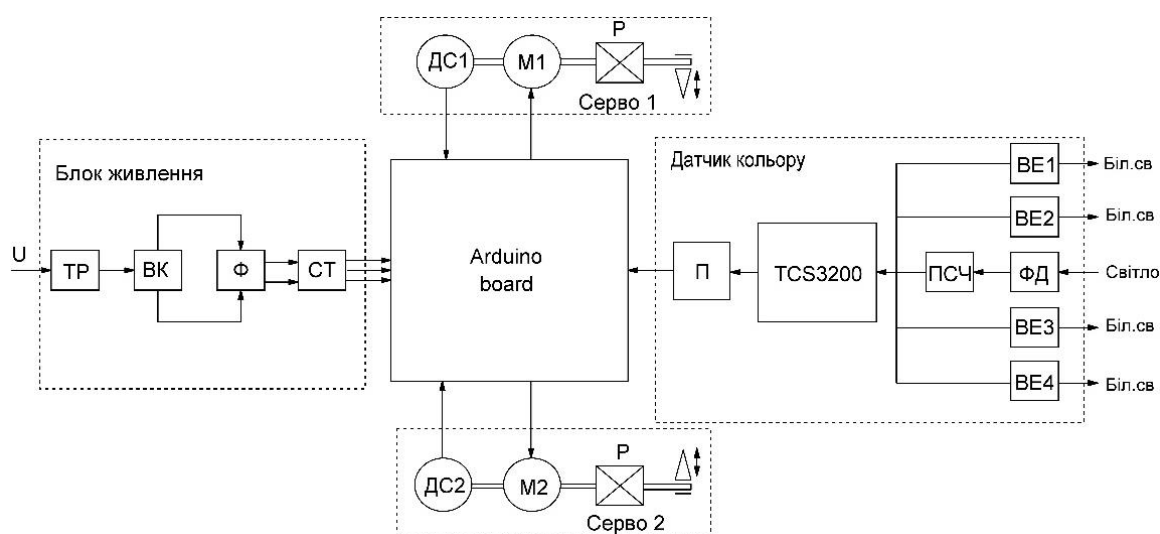 P
ДС1
М1
Серво 1
Блок живлення
U
ТР
ВК
Ф
СТ
Arduino
board
Датчик кольору
П
TCS3200
ПСЧ
ФД
ВЕ1
ВЕ2
ВЕ3
ВЕ4
Біл.св
Біл.св
Світло
Біл.св
Біл.св
P
ДС2
М2
Серво 2